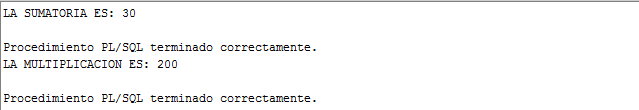 LA SUMATORIA ES: 30
Procedimiento PL/SQL terminado correctamente.
LA MULTIPLICACION ES: 200
Procedimiento PL/SQL terminado correctamente.